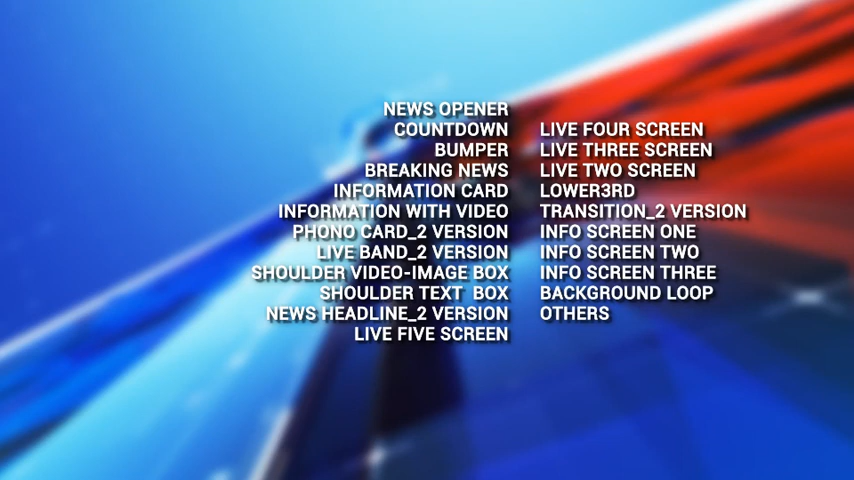 NEWS OPENER
COUNTDOWN
BUMPER
BREAKING NEWS
INFORMATION CARD
INFORMATION WITH VIDEO
PHONO CARD_2 VERSION
LIVE BAND_2 VERSION
SHOULDER VIDEO-IMAGE BOX
SHOULDER TEXT BOX
NEWS HEADLINE_2 VERSION
LIVE FIVE SCREEN
LIVE FOUR SCREEN
LIVE THREE SCREEN
LIVE TWO SCREEN
LOWER3RD
TRANSITION_2 VERSION
INFO SCREEN ONE
INFO SCREEN TWO
INFO SCREEN THREE
BACKGROUND LOOP
OTHERS